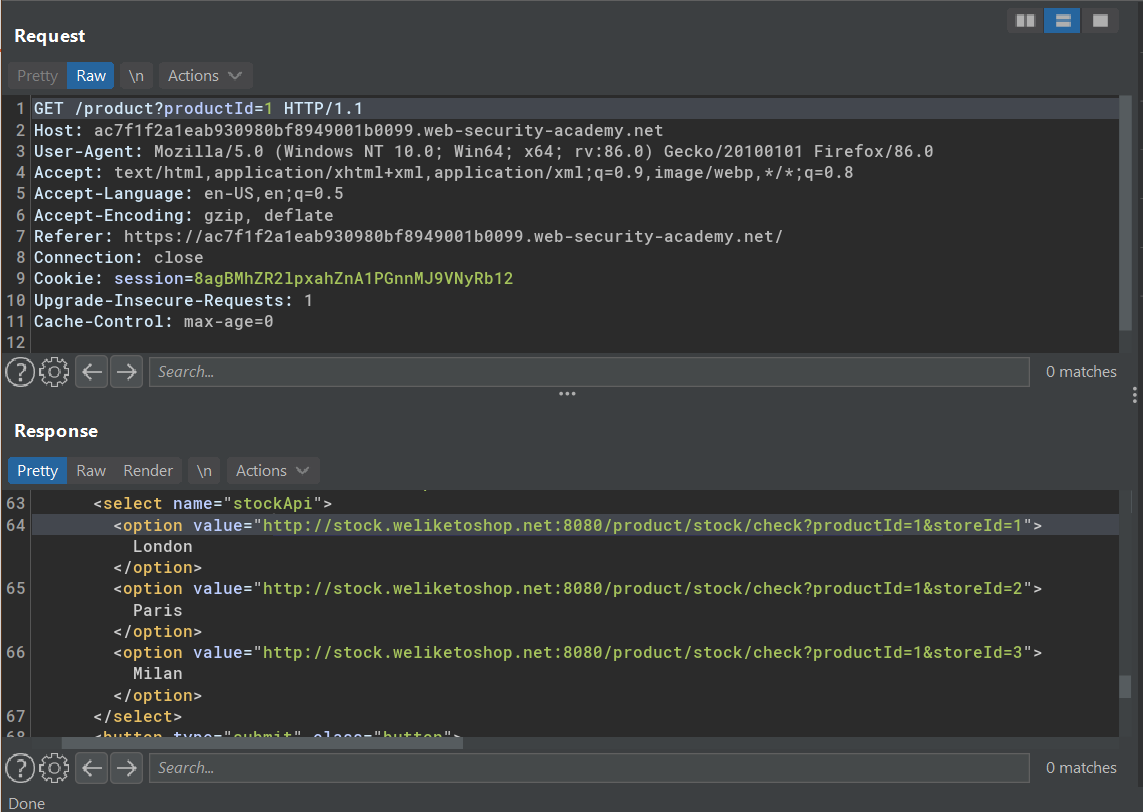 Request
Pretty Raw \n Actions
1 GET /product?productId=1 HTTP/1.1
2 Host: ac7f1f2a1eab930980bf8949001b0099.web-security-academy.net
3 User-Agent: Mozilla/5.0 (Windows NT 10.0; Win64; x64; rv:86.0) Gecko/20100101 Firefox/86.0
4 Accept: text/html,application/xhtml+xml,application/xml;q=0.9,image/webp,*/*;q=0.8
5 Accept-Language: en-US,en;q=0.5
6 Accept-Encoding: gzip, deflate
7 Referer: https://ac7f1f2a1eab930980bf8949001b0099.web-security-academy.net/
8 Connection: close
9 Cookie: session=8agBMhZR2lpxahZnA1PGnnMJ9VNyRb12
10 Upgrade-Insecure-Requests: 1
11 Cache-Control: max-age=0
12
? Search... 0 matches
Response
Pretty Raw Render \n Actions
63 <select name="stockApi">
64 <option value="http://stock.weliketoshop.net:8080/product/stock/check?productId=1&storeId=1">
London
</option>
65 <option value="http://stock.weliketoshop.net:8080/product/stock/check?productId=1&storeId=2">
Paris
</option>
66 <option value="http://stock.weliketoshop.net:8080/product/stock/check?productId=1&storeId=3">
Milan
</option>
67 </select>
68 <button type="submit" class="button">
? Search... 0 matches
Done